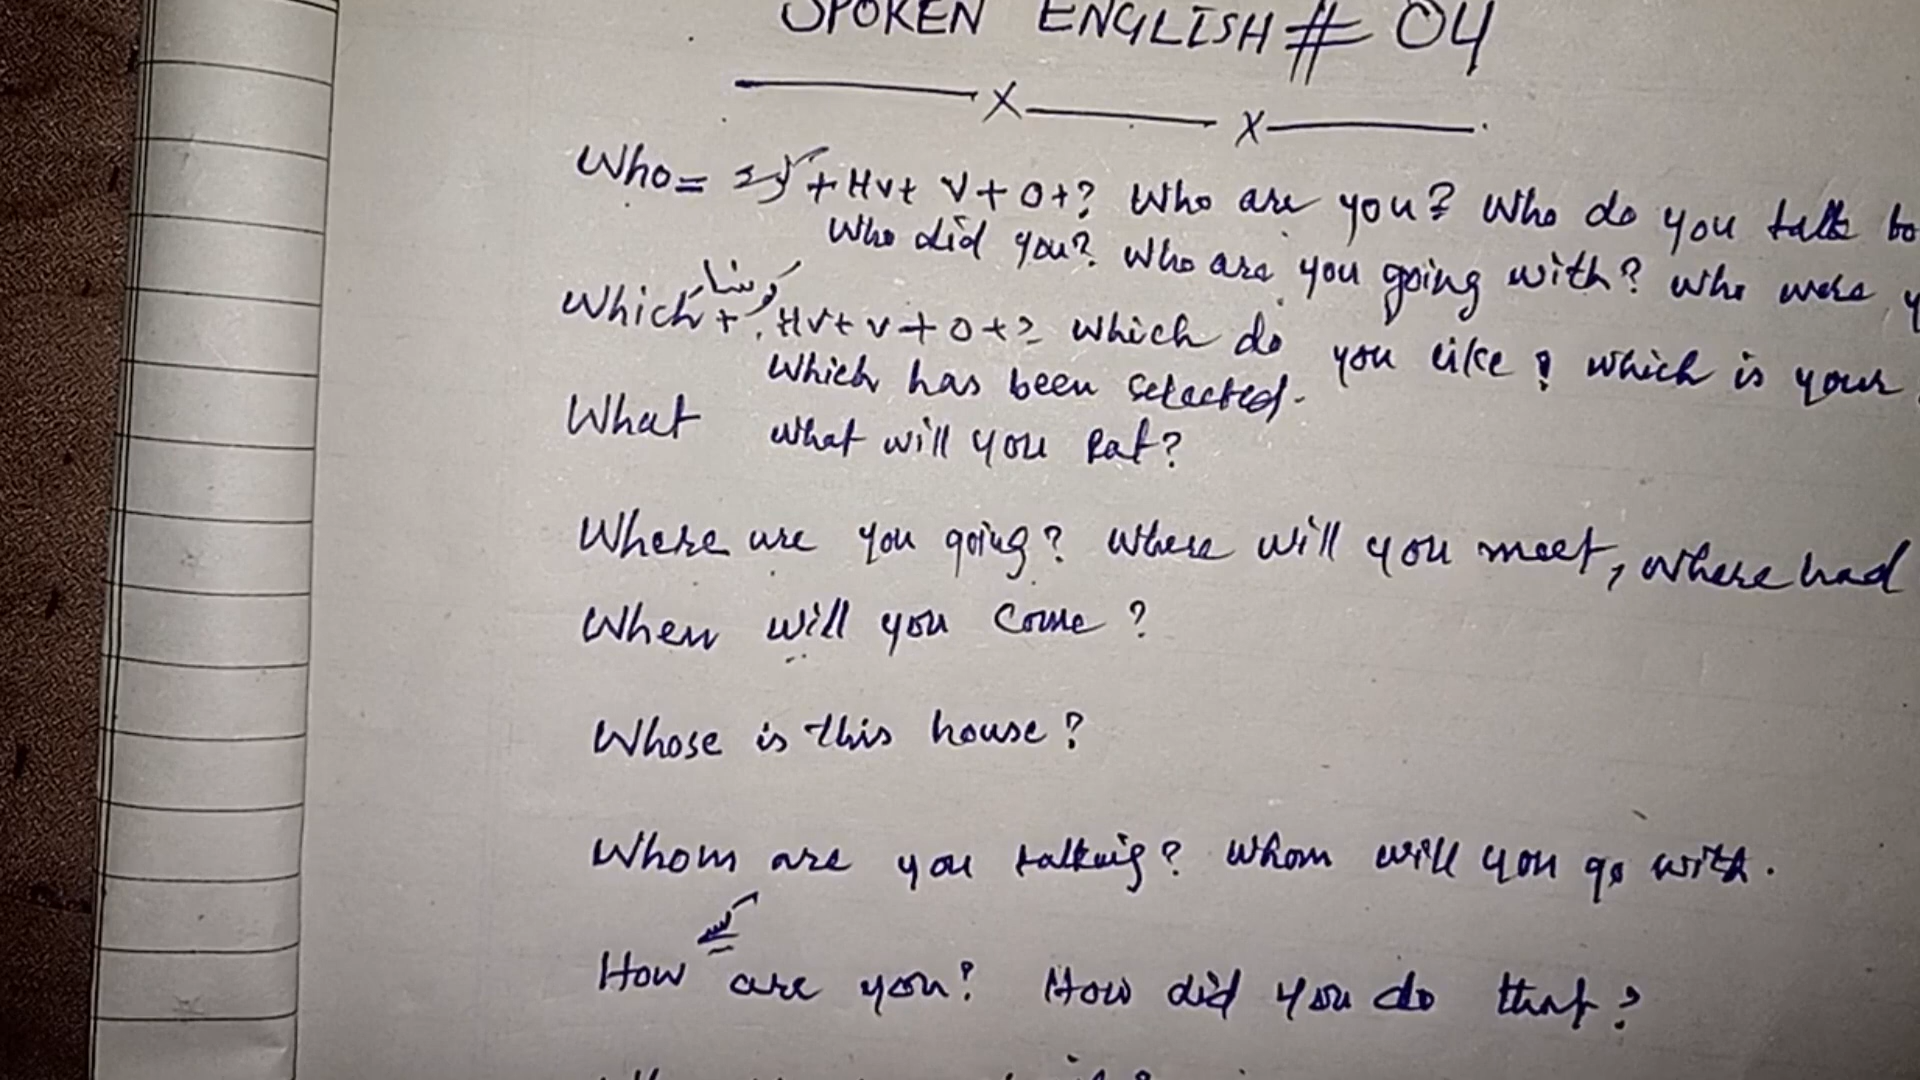 SPOKEN ENGLISH # 04
Who = + Hv + V + O + ? Who are you? Who do you talk to
Who did you? Who are you going with? Who were
Which + کونسا Hv + v + O + ? which do you like ? which is your
Which has been selected.
What what will you eat?
Where are you going? where will you meet, where had
When will you come ?
Whose is this house ?
Whom are you talking? Whom will you go with.
کیسے
How are you? How did you do that ?